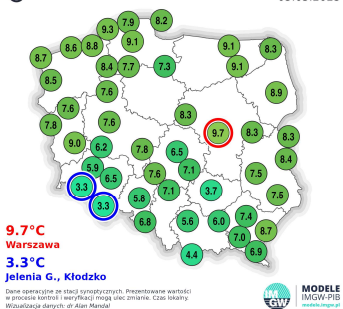 9.3 7.9 8.2
8.6 8.8 9.1 9.1 8.3
8.7 8.4 7.7 7.3 9.1
8.5 7.6 8.9
7.6 8.3
7.8 7.6 9.7 8.3 8.3
9.0 6.2 7.8 6.5 8.4
5.9 6.5 7.6 7.1 7.5
3.3 7.1 3.7 7.5
3.3 5.8
6.8 5.6 6.0 7.4
7.0 8.7
4.4 6.9
9.7°C
Warszawa
3.3°C
Jelenia G., Kłodzko
Dane operacyjne ze stacji synoptycznych. Prezentowane wartości
w procesie kontroli i weryfikacji mogą ulec zmianie. Czas lokalny.
Wizualizacja danych: dr Alan Mandal
IM
GW
MODELE
IMGW-PIB
modele.imgw.pl